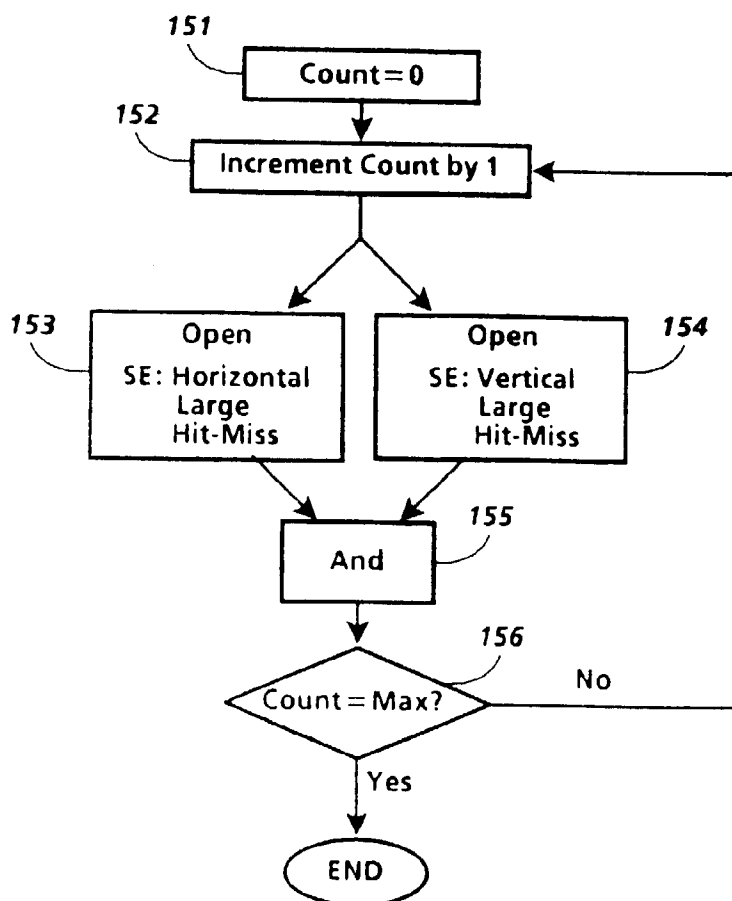 151
Count=0
152
Increment Count by 1
153
Open
SE: Horizontal
Large
Hit-Miss
154
Open
SE: Vertical
Large
Hit-Miss
155
And
156
Count=Max?
No
Yes
END